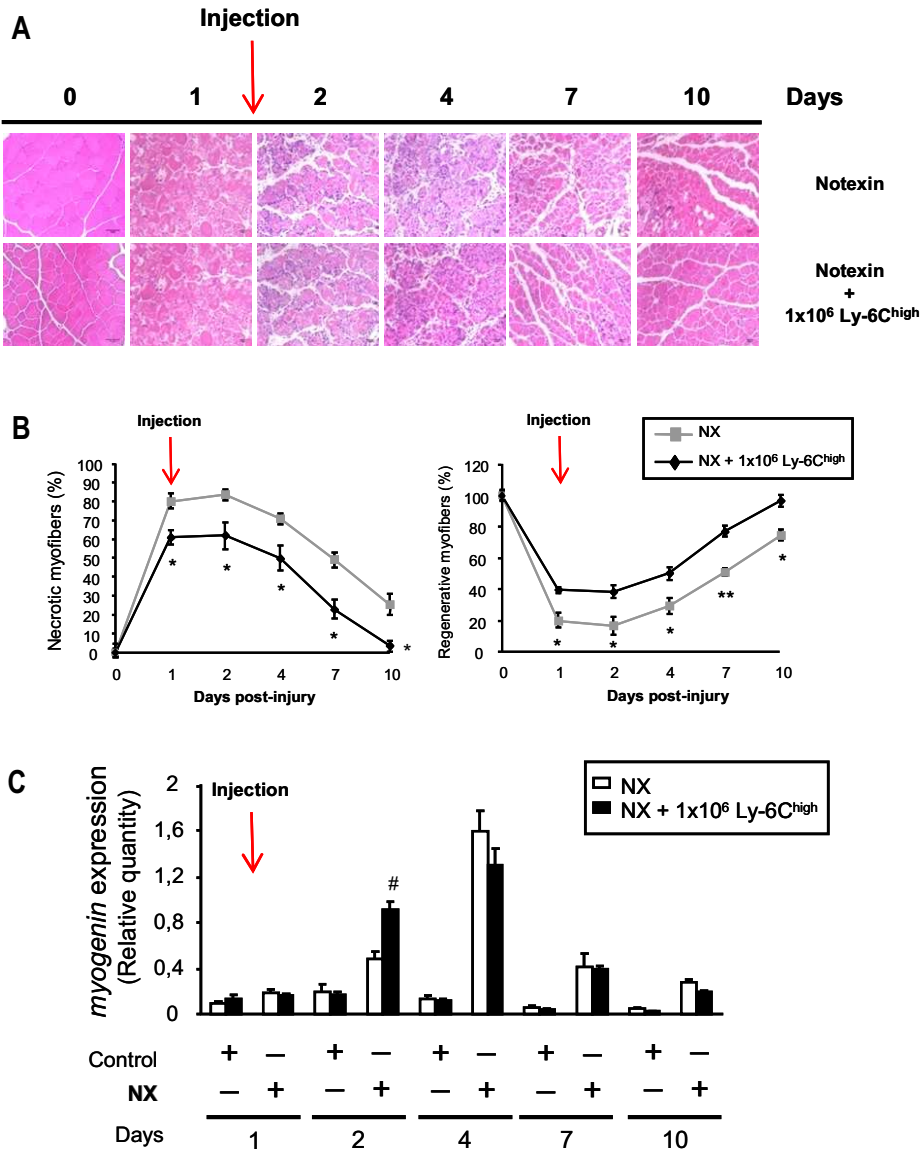 A
Injection
0 1 2 4 7 10 Days
Notexin
Notexin
+
1x10⁶ Ly-6Cʰⁱᵍʰ
B
Injection
Necrotic myofibers (%)
100
90
80
70
60
50
40
30
20
10
0
* * * * *
0 1 2 4 7 10
Days post-injury
Injection
NX
NX + 1x10⁶ Ly-6Cʰⁱᵍʰ
Regenerative myofibers (%)
120
100
80
60
40
20
0
* * * ** *
0 1 2 4 7 10
Days post-injury
C
myogenin expression
(Relative quantity)
Injection
NX
NX + 1x10⁶ Ly-6Cʰⁱᵍʰ
2
1,6
1,2
0,8
0,4
0
#
Control + – + – + – + – + –
NX – + – + – + – + – +
Days 1 2 4 7 10